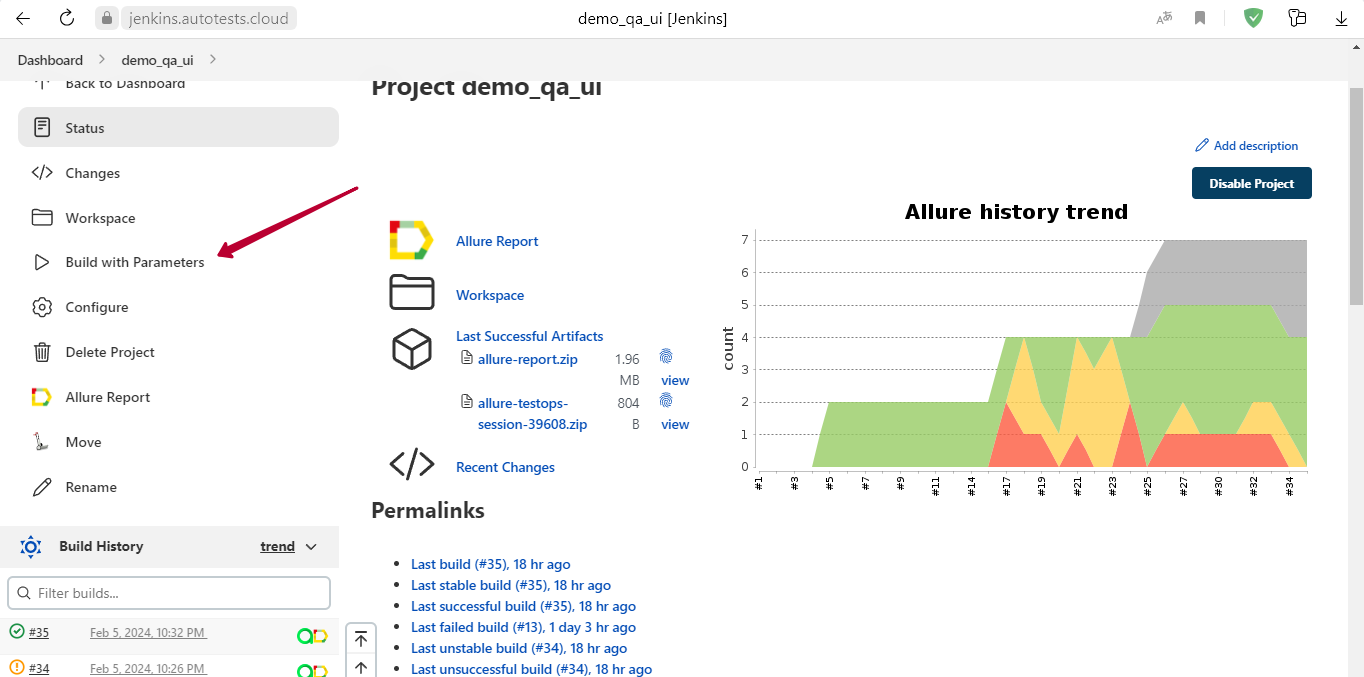 jenkins.autotests.cloud
demo_qa_ui [Jenkins]
Dashboard
demo_qa_ui
Back to Dashboard
Status
Changes
Workspace
Build with Parameters
Configure
Delete Project
Allure Report
Move
Rename
Build History
trend
Filter builds...
#35
Feb 5, 2024, 10:32 PM
#34
Feb 5, 2024, 10:26 PM
Project demo_qa_ui
Add description
Disable Project
Allure Report
Workspace
Last Successful Artifacts
allure-report.zip
1.96
MB
view
allure-testops-
session-39608.zip
804
B
view
Recent Changes
Allure history trend
count
7
6
5
4
3
2
1
0
#1
#3
#5
#7
#9
#11
#14
#17
#19
#21
#23
#25
#27
#30
#32
#34
Permalinks
Last build (#35), 18 hr ago
Last stable build (#35), 18 hr ago
Last successful build (#35), 18 hr ago
Last failed build (#13), 1 day 3 hr ago
Last unstable build (#34), 18 hr ago
Last unsuccessful build (#34), 18 hr ago